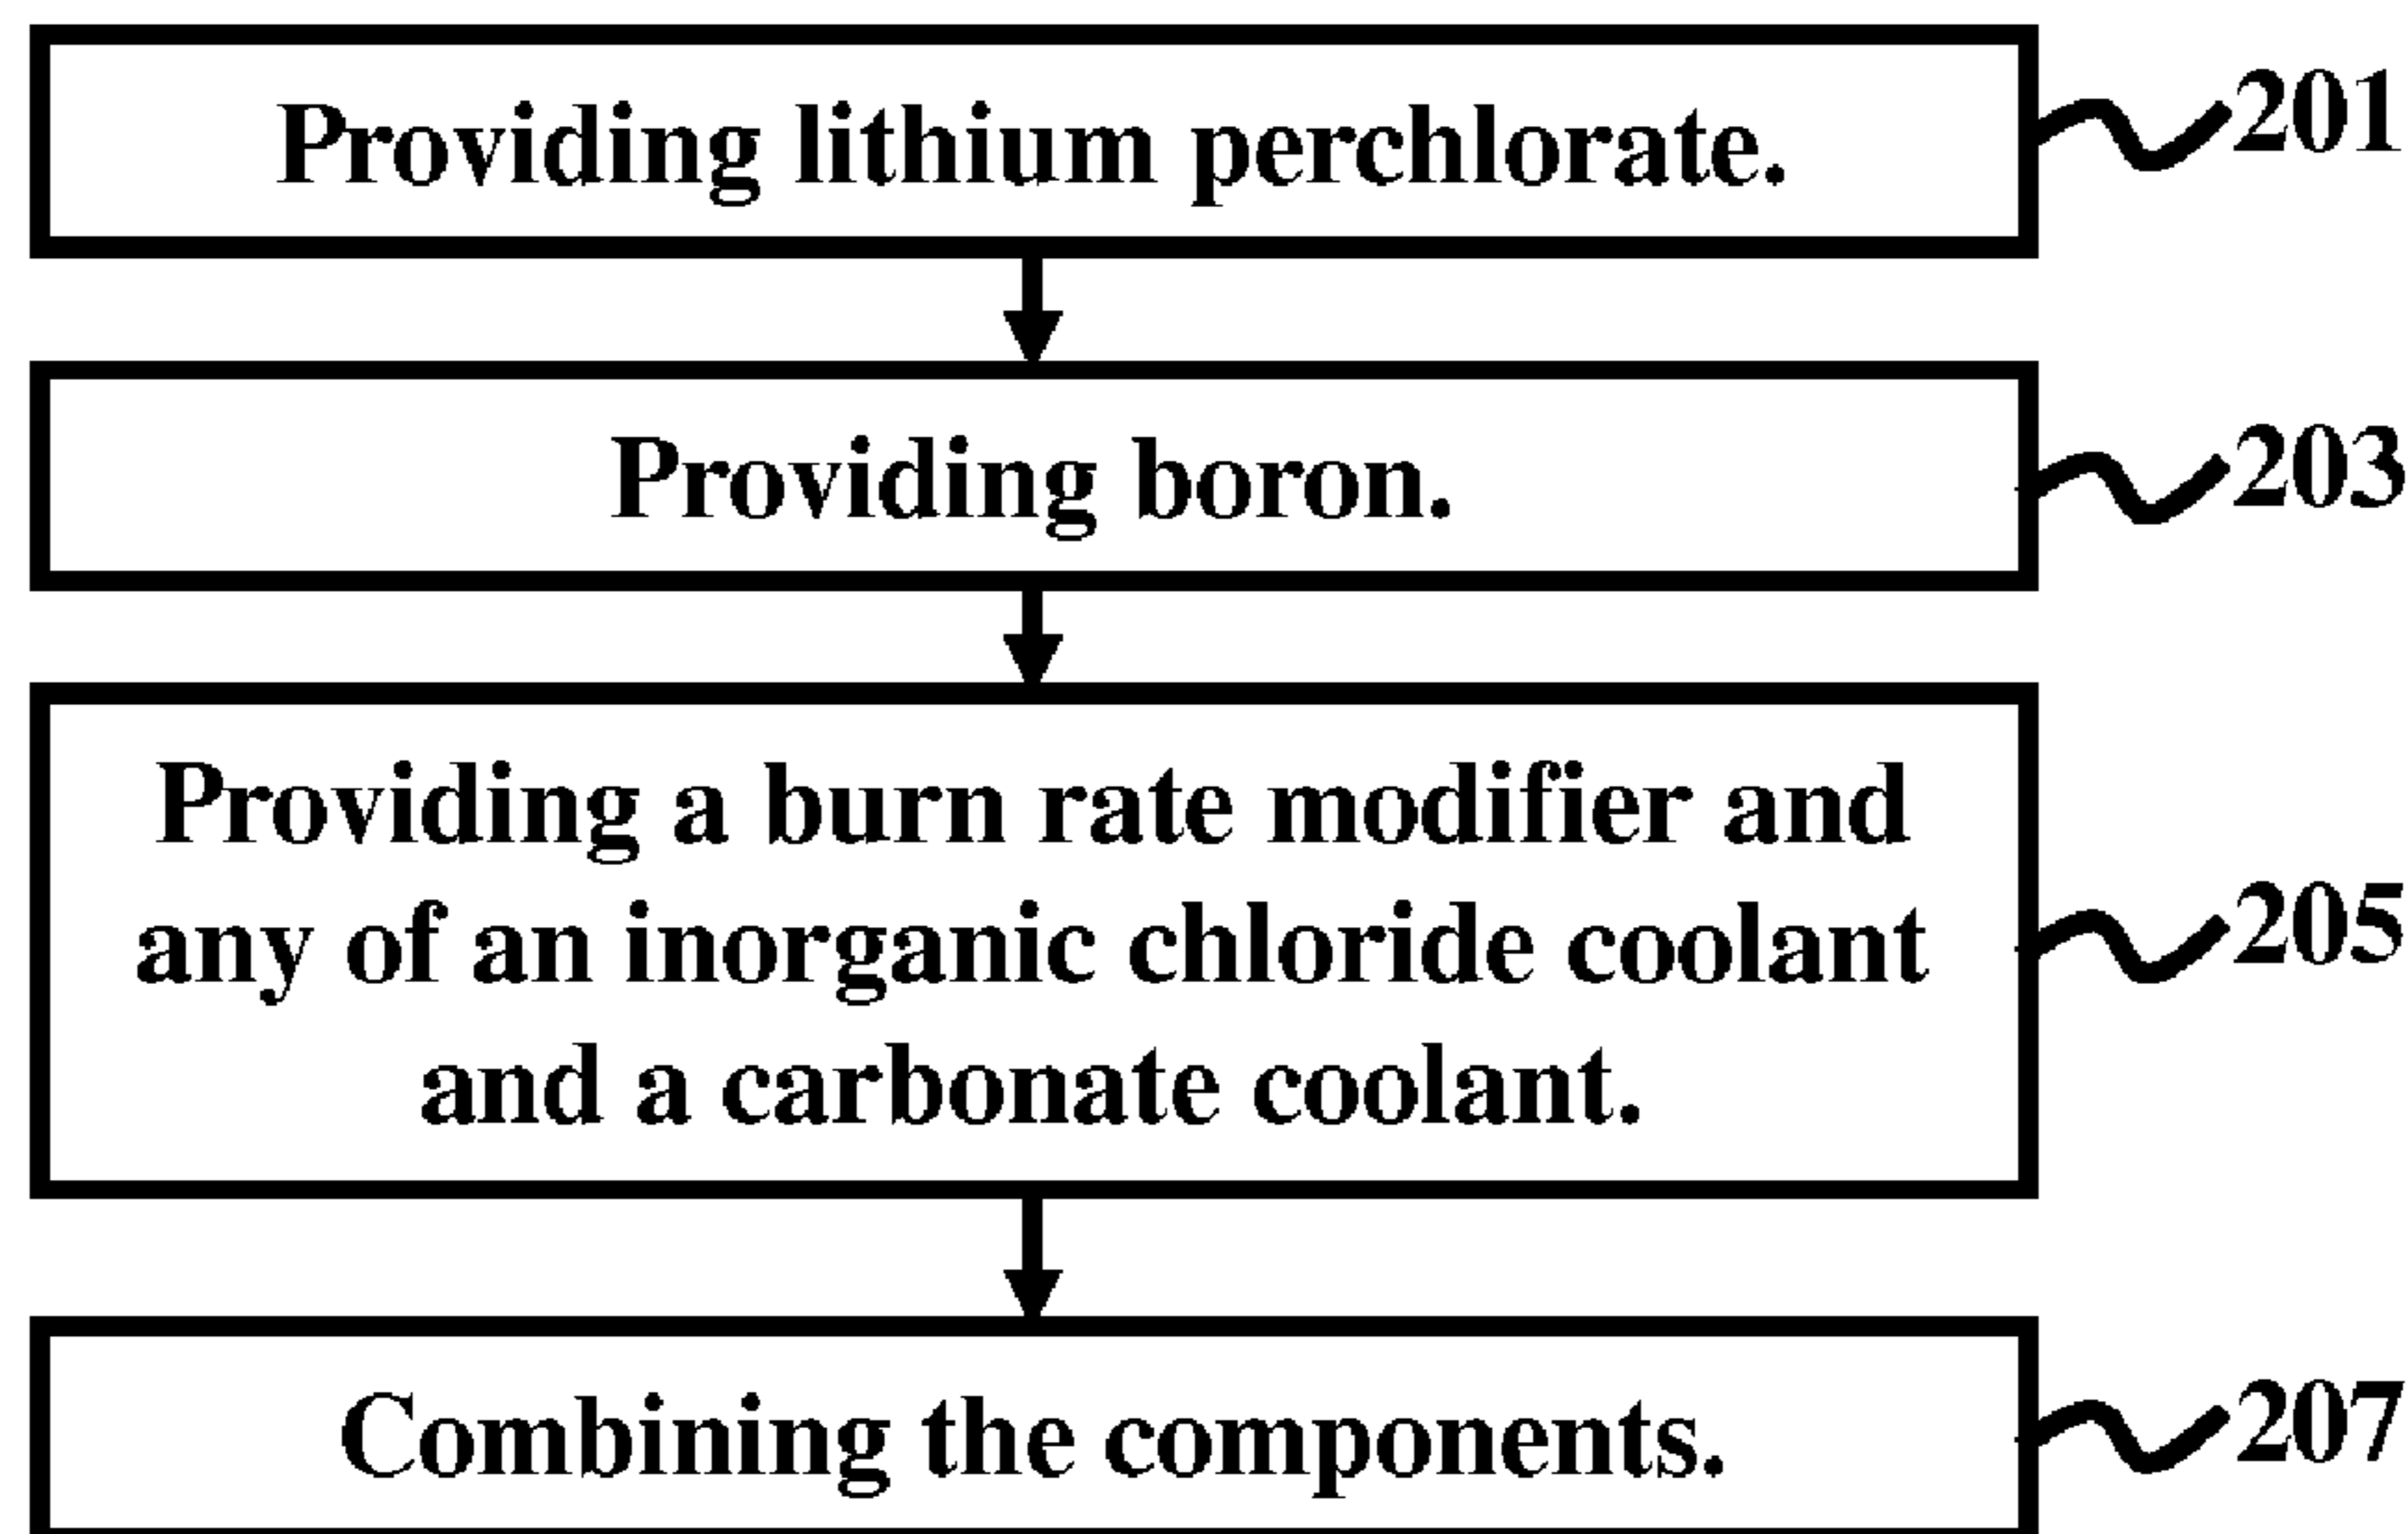 Providing lithium perchlorate.
201
Providing boron.
203
Providing a burn rate modifier and
any of an inorganic chloride coolant
and a carbonate coolant.
205
Combining the components.
207